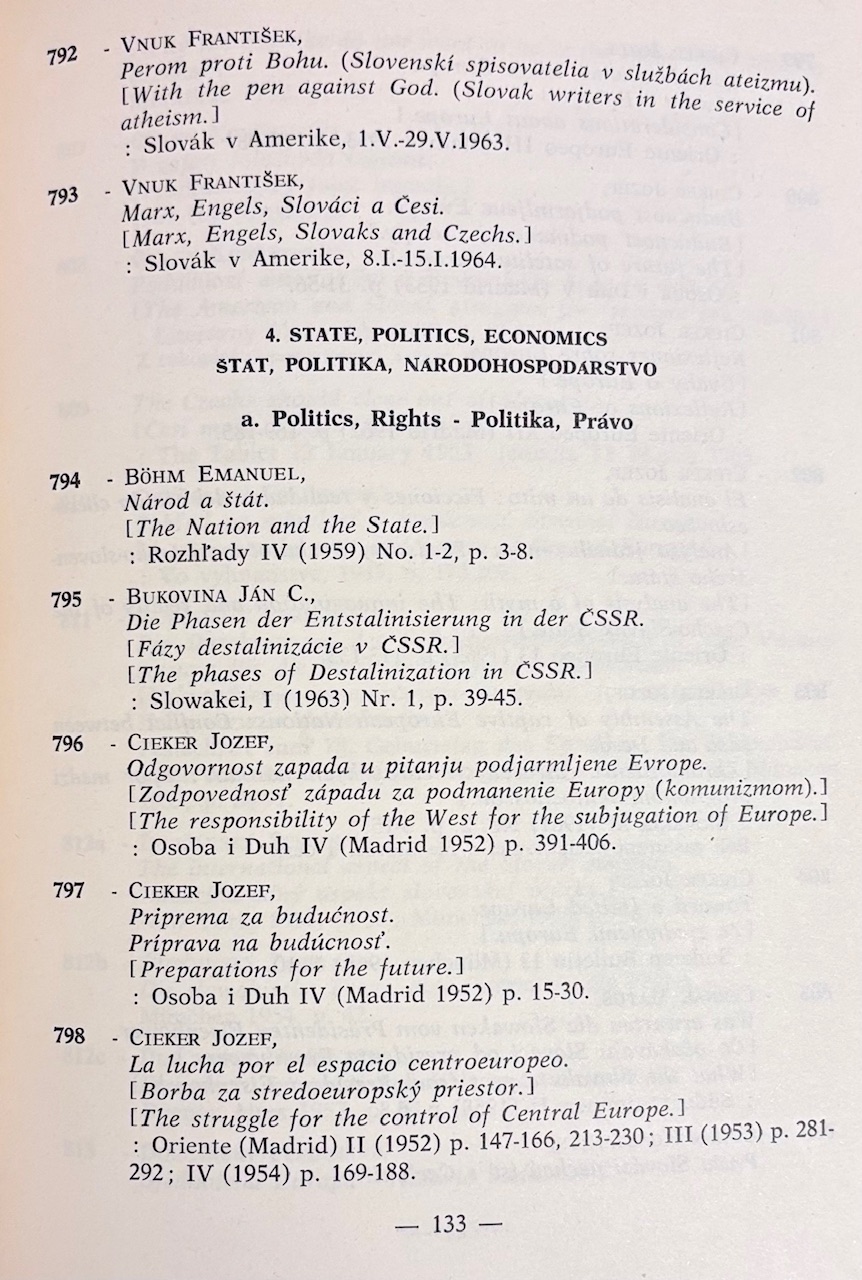 792 - VNUK FRANTIŠEK,
Perom proti Bohu. (Slovenskí spisovatelia v službách ateizmu).
[With the pen against God. (Slovak writers in the service of
atheism.]
: Slovák v Amerike, 1.V.-29.V.1963.
793 - VNUK FRANTIŠEK,
Marx, Engels, Slováci a Česi.
[Marx, Engels, Slovaks and Czechs.]
: Slovák v Amerike, 8.I.-15.I.1964.
4. STATE, POLITICS, ECONOMICS
ŠTÁT, POLITIKA, NÁRODOHOSPODÁRSTVO
a. Politics, Rights - Politika, Právo
794 - BÖHM EMANUEL,
Národ a štát.
[The Nation and the State.]
: Rozhľady IV (1959) No. 1-2, p. 3-8.
795 - BUKOVINA JÁN C.,
Die Phasen der Entstalinisierung in der ČSSR.
[Fázy destalinizácie v ČSSR.]
[The phases of Destalinization in ČSSR.]
: Slowakei, I (1963) Nr. 1, p. 39-45.
796 - CIEKER JOZEF,
Odgovornost zapada u pitanju podjarmljene Evrope.
[Zodpovednosť západu za podmanenie Europy (komunizmom).]
[The responsibility of the West for the subjugation of Europe.]
: Osoba i Duh IV (Madrid 1952) p. 391-406.
797 - CIEKER JOZEF,
Priprema za budućnost.
Príprava na budúcnosť.
[Preparations for the future.]
: Osoba i Duh IV (Madrid 1952) p. 15-30.
798 - CIEKER JOZEF,
La lucha por el espacio centroeuropeo.
[Borba za stredoeuropský priestor.]
[The struggle for the control of Central Europe.]
: Oriente (Madrid) II (1952) p. 147-166, 213-230; III (1953) p. 281-
292; IV (1954) p. 169-188.
— 133 —